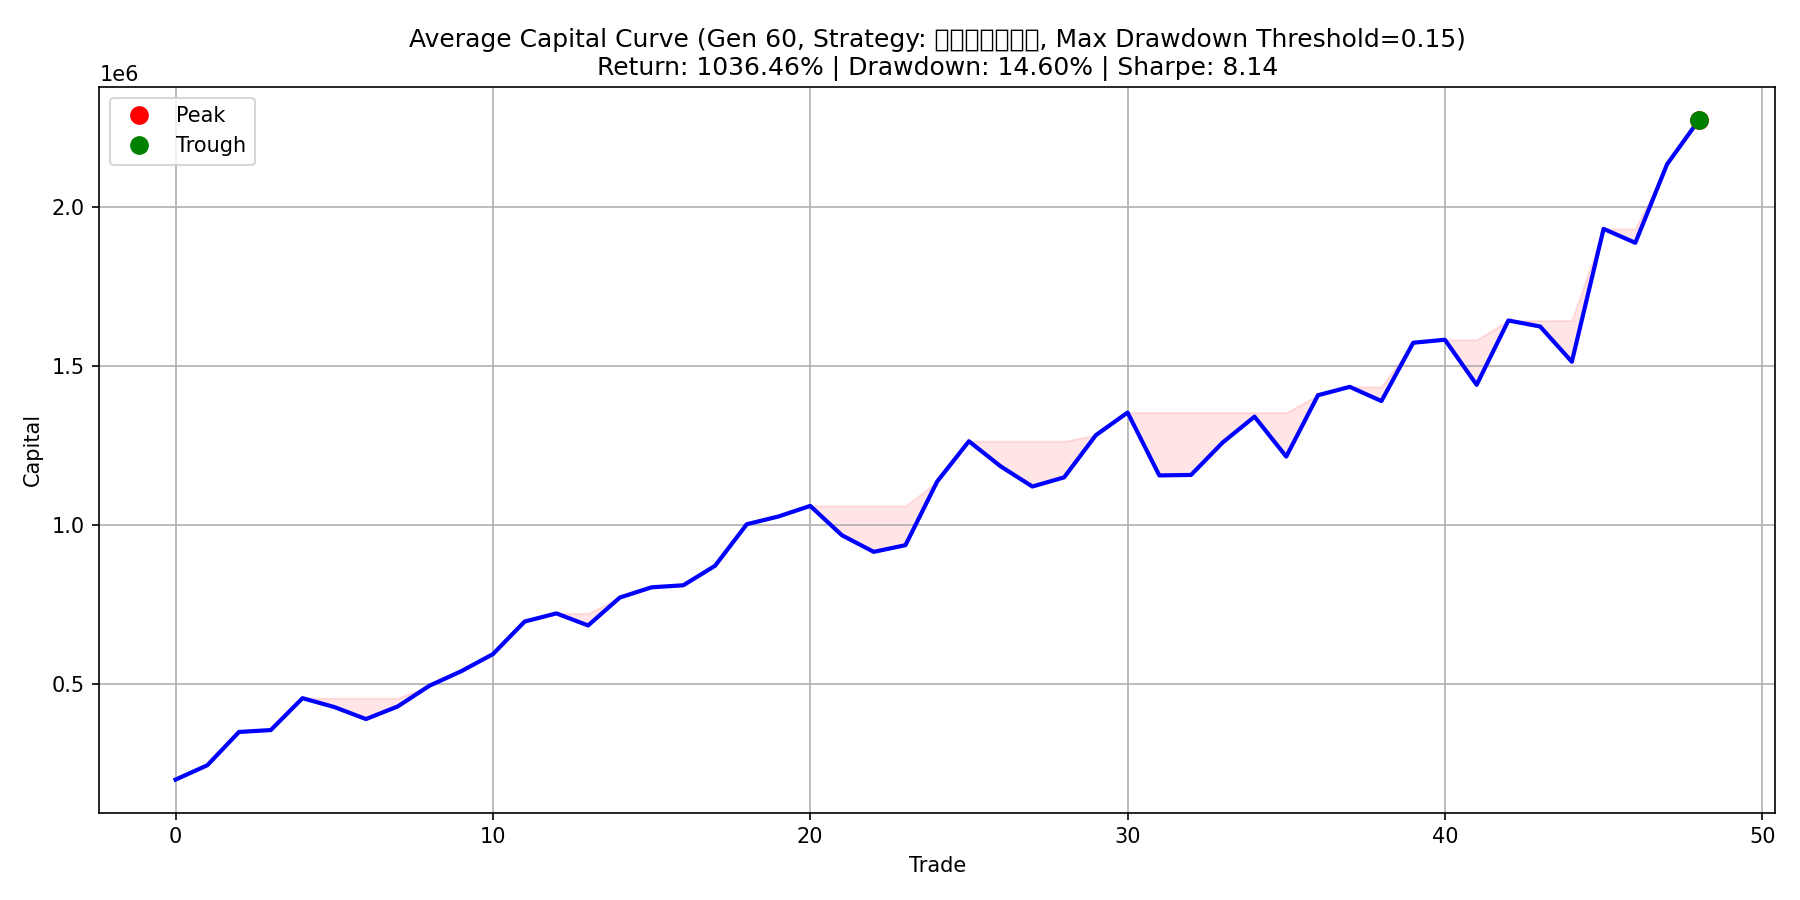 Average Capital Curve (Gen 60, Strategy: □□□□□□□, Max Drawdown Threshold=0.15)
Return: 1036.46% | Drawdown: 14.60% | Sharpe: 8.14
1e6
Peak
Trough
2.0
1.5
1.0
0.5
Capital
0 10 20 30 40 50
Trade